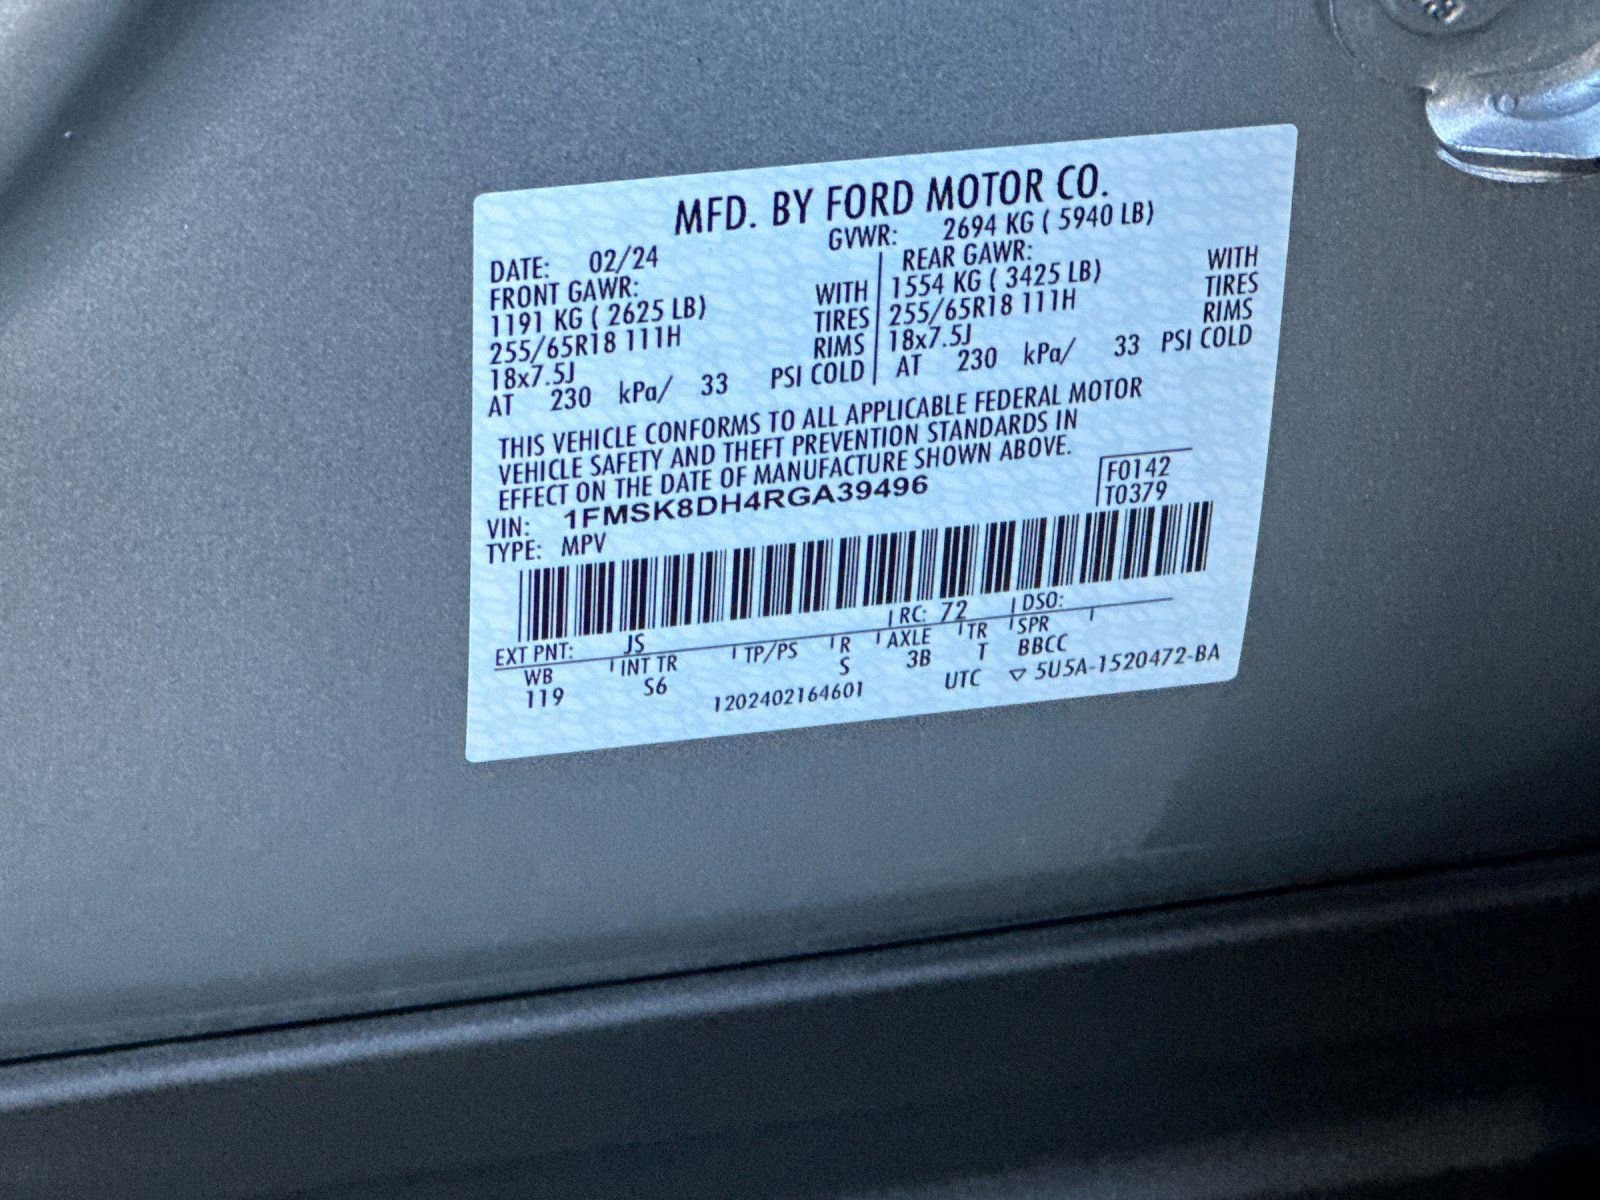 MFD. BY FORD MOTOR CO.
DATE: 02/24 GVWR: 2694 KG ( 5940 LB)
FRONT GAWR: REAR GAWR:
1191 KG ( 2625 LB) WITH 1554 KG ( 3425 LB) WITH
255/65R18 111H TIRES 255/65R18 111H TIRES
18x7.5J RIMS 18x7.5J RIMS
AT 230 kPa/ 33 PSI COLD AT 230 kPa/ 33 PSI COLD
THIS VEHICLE CONFORMS TO ALL APPLICABLE FEDERAL MOTOR
VEHICLE SAFETY AND THEFT PREVENTION STANDARDS IN
EFFECT ON THE DATE OF MANUFACTURE SHOWN ABOVE.
VIN: 1FMSK8DH4RGA39496 F0142
TYPE: MPV T0379
EXT PNT: JS RC: 72 DSO:
WB INT TR TP/PS R AXLE TR SPR
119 S6 S 3B T BBCC
1202402164601 UTC ▽ 5U5A-1520472-BA